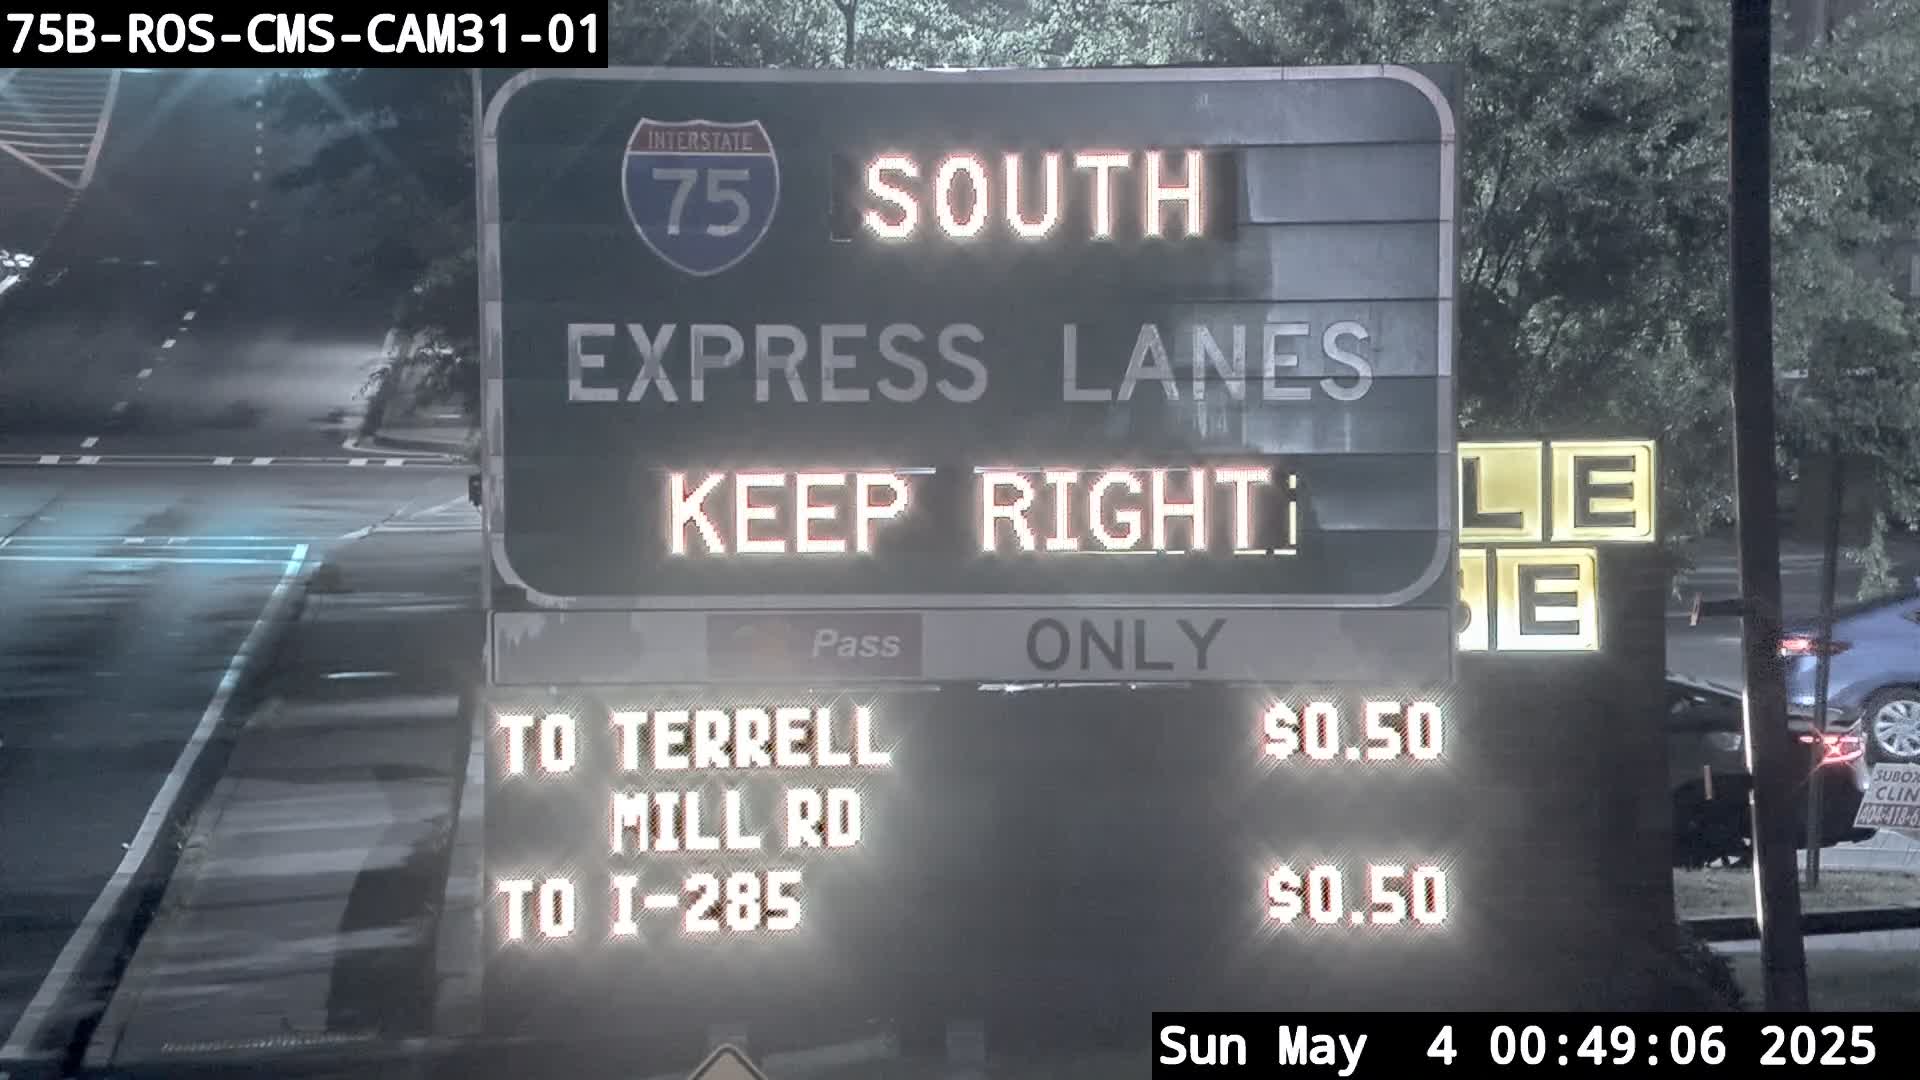 75B-ROS-CMS-CAM31-01
INTERSTATE
75
SOUTH
EXPRESS LANES
KEEP RIGHT
Pass ONLY
TO TERRELL $0.50
MILL RD
TO I-285 $0.50
LE
E
Sun May 4 00:49:06 2025